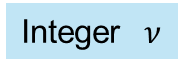 Integer ν